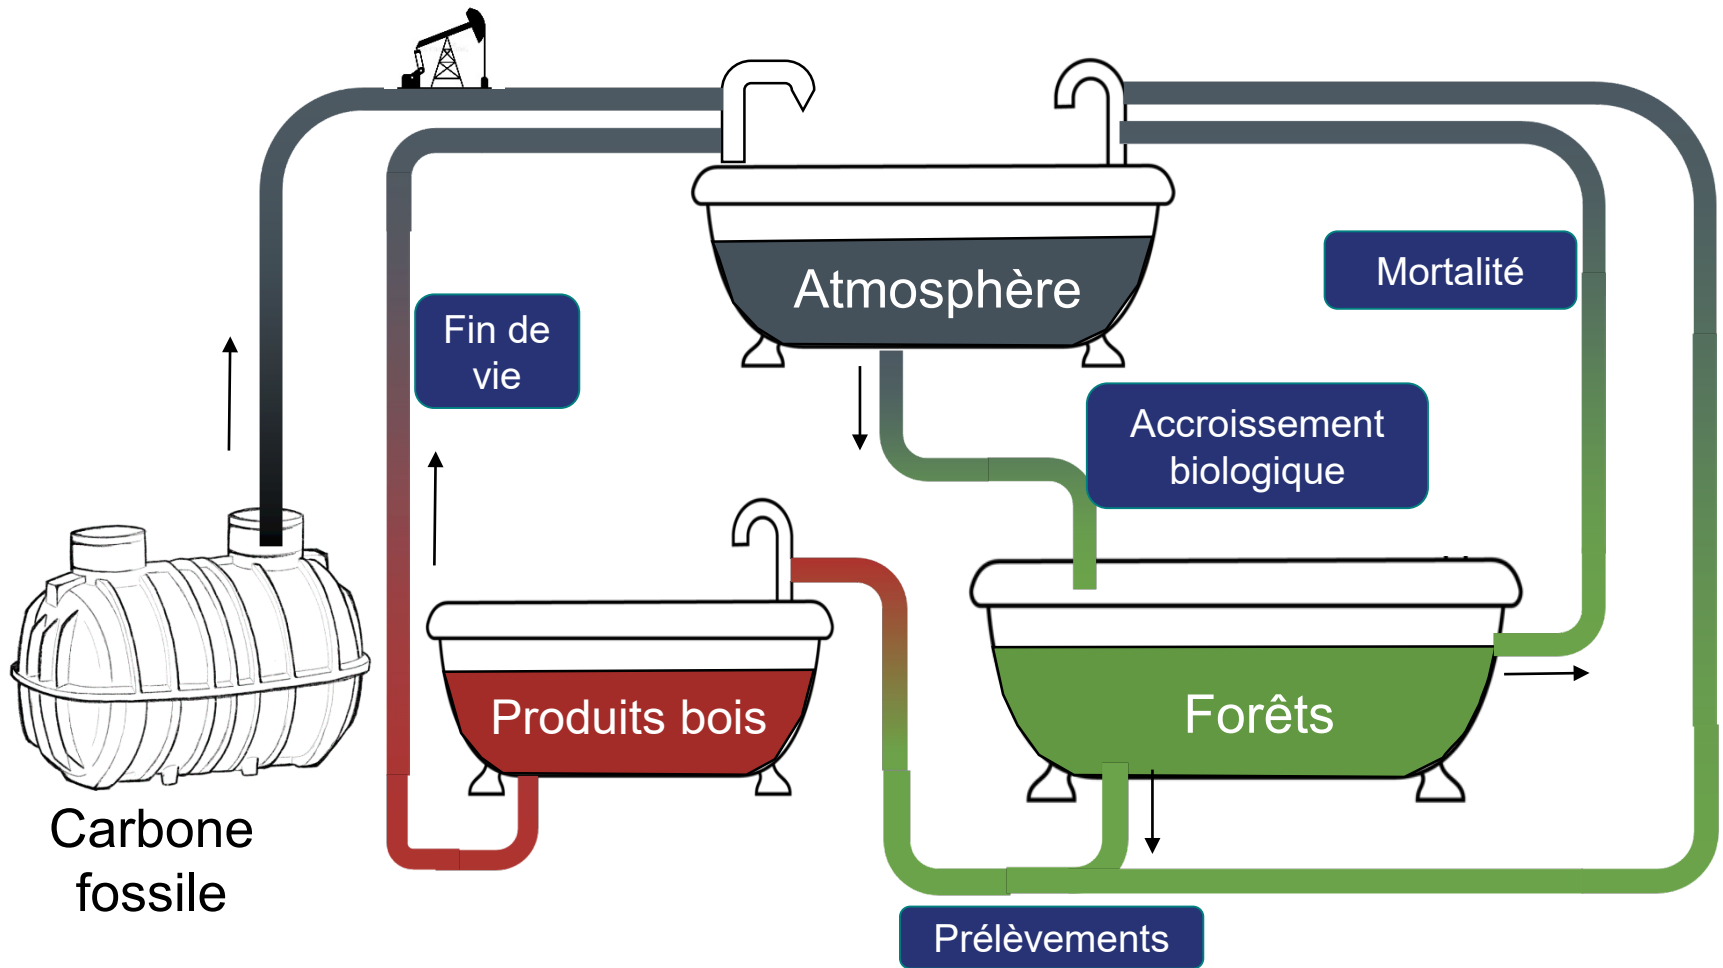 Atmosphère
Mortalité
Fin de
vie
Accroissement
biologique
Produits bois
Forêts
Carbone
fossile
Prélèvements